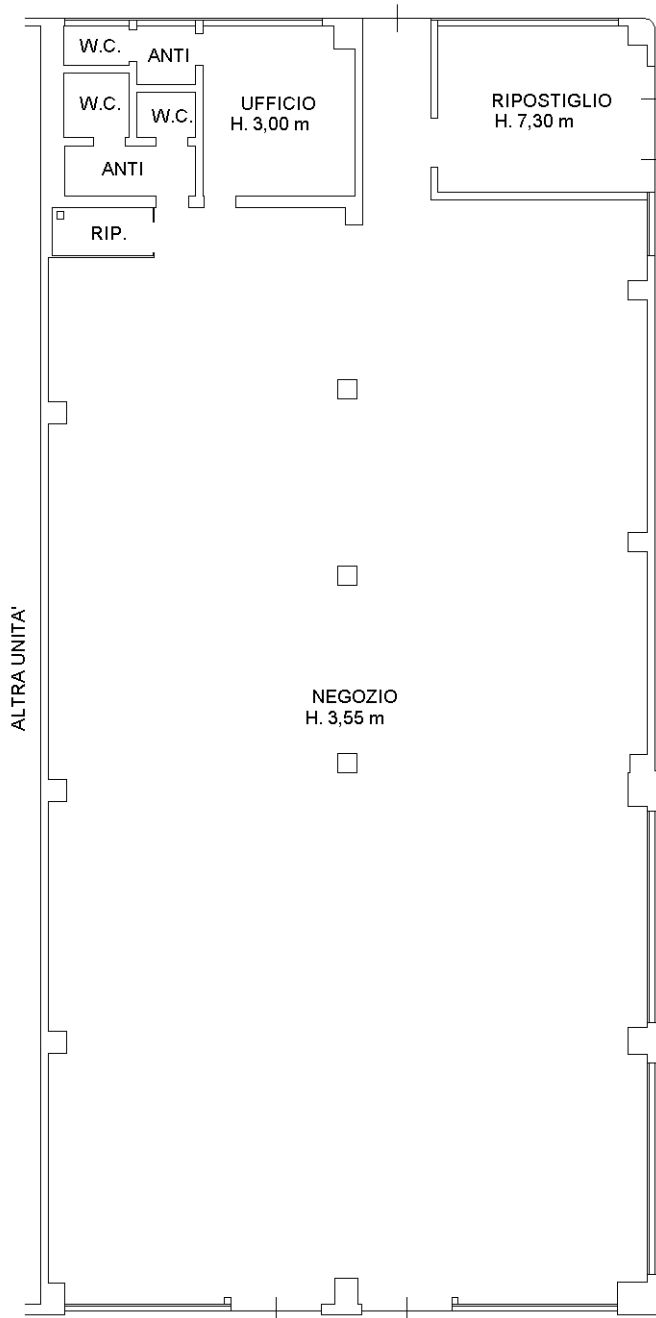 W.C.
ANTI
W.C.
W.C.
UFFICIO
H. 3,00 m
RIPOSTIGLIO
H. 7,30 m
ANTI
RIP.
ALTRA UNITA'
NEGOZIO
H. 3,55 m